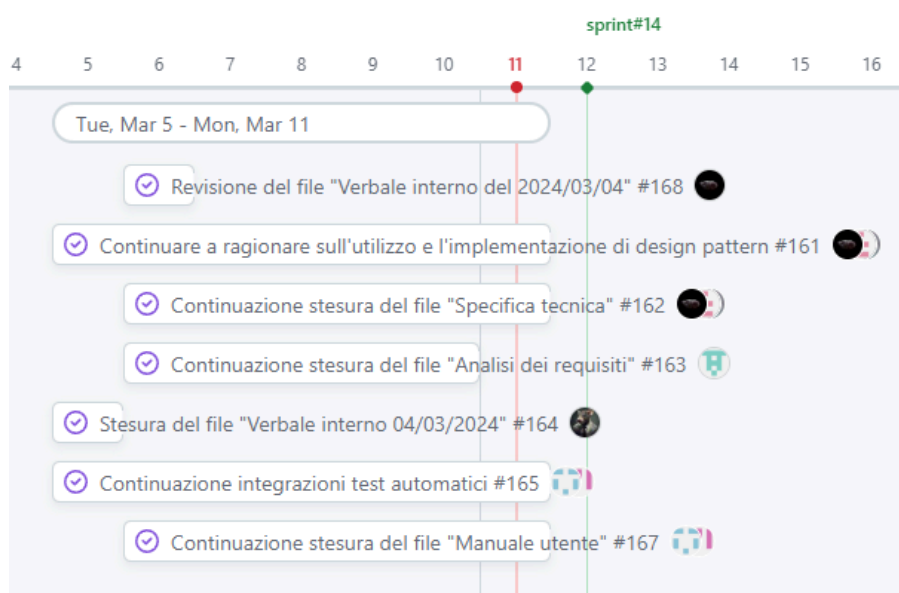 sprint#14
4 5 6 7 8 9 10 11 12 13 14 15 16
Tue, Mar 5 - Mon, Mar 11
Revisione del file "Verbale interno del 2024/03/04" #168
Continuare a ragionare sull'utilizzo e l'implementazione di design pattern #161
Continuazione stesura del file "Specifica tecnica" #162
Continuazione stesura del file "Analisi dei requisiti" #163
Stesura del file "Verbale interno 04/03/2024" #164
Continuazione integrazioni test automatici #165
Continuazione stesura del file "Manuale utente" #167